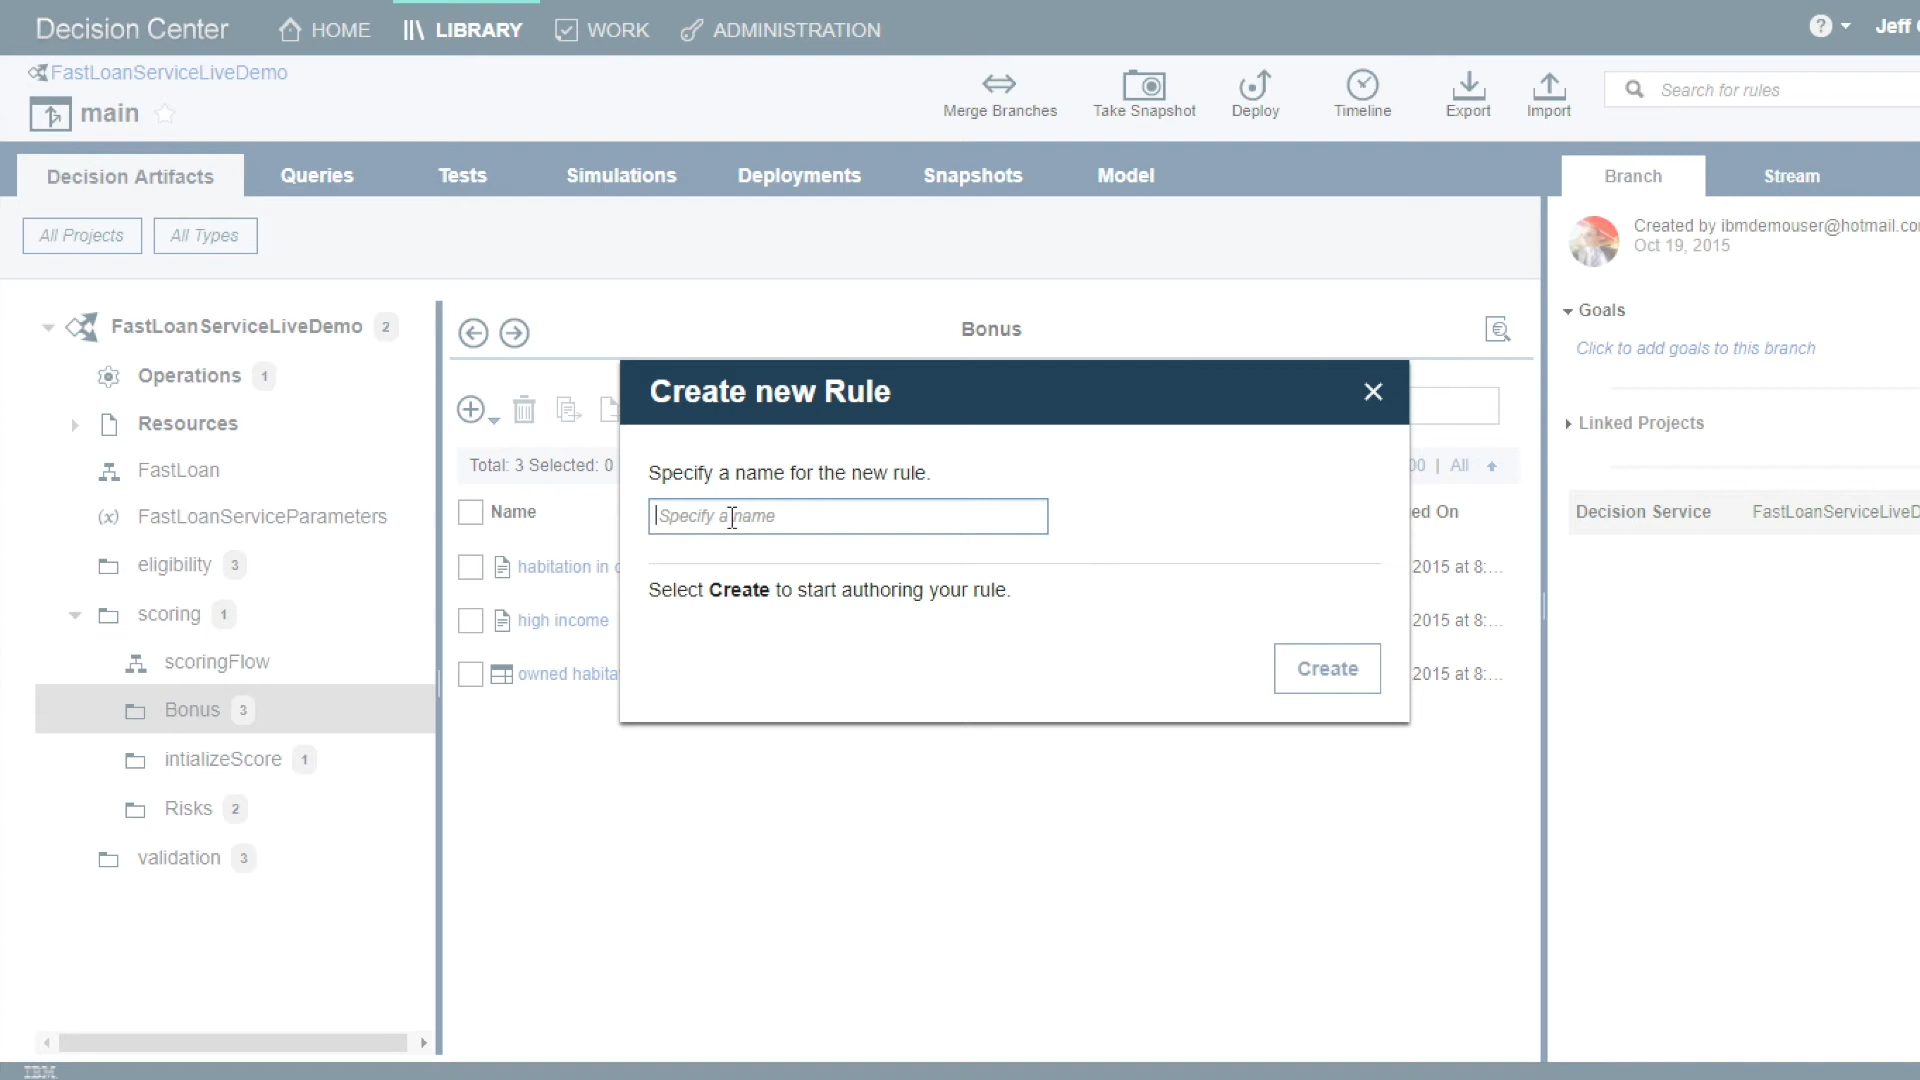 Decision Center
HOME
LIBRARY
WORK
ADMINISTRATION
?
Jeff
FastLoanServiceLiveDemo
main
Merge Branches
Take Snapshot
Deploy
Timeline
Export
Import
Search for rules
Decision Artifacts
Queries
Tests
Simulations
Deployments
Snapshots
Model
Branch
Stream
All Projects
All Types
Created by ibmdemouser@hotmail.co
Oct 19, 2015
Goals
Click to add goals to this branch
Linked Projects
Decision Service FastLoanServiceLiveD
FastLoanServiceLiveDemo 2
Operations 1
Resources
FastLoan
(x) FastLoanServiceParameters
eligibility 3
scoring 1
scoringFlow
Bonus 3
intializeScore 1
Risks 2
validation 3
Bonus
Total: 3 Selected: 0
00 | All
Name
ed On
habitation in
2015 at 8:...
high income
2015 at 8:...
owned habita
2015 at 8:...
Create new Rule
Specify a name for the new rule.
Specify a name
Select Create to start authoring your rule.
Create
IBM